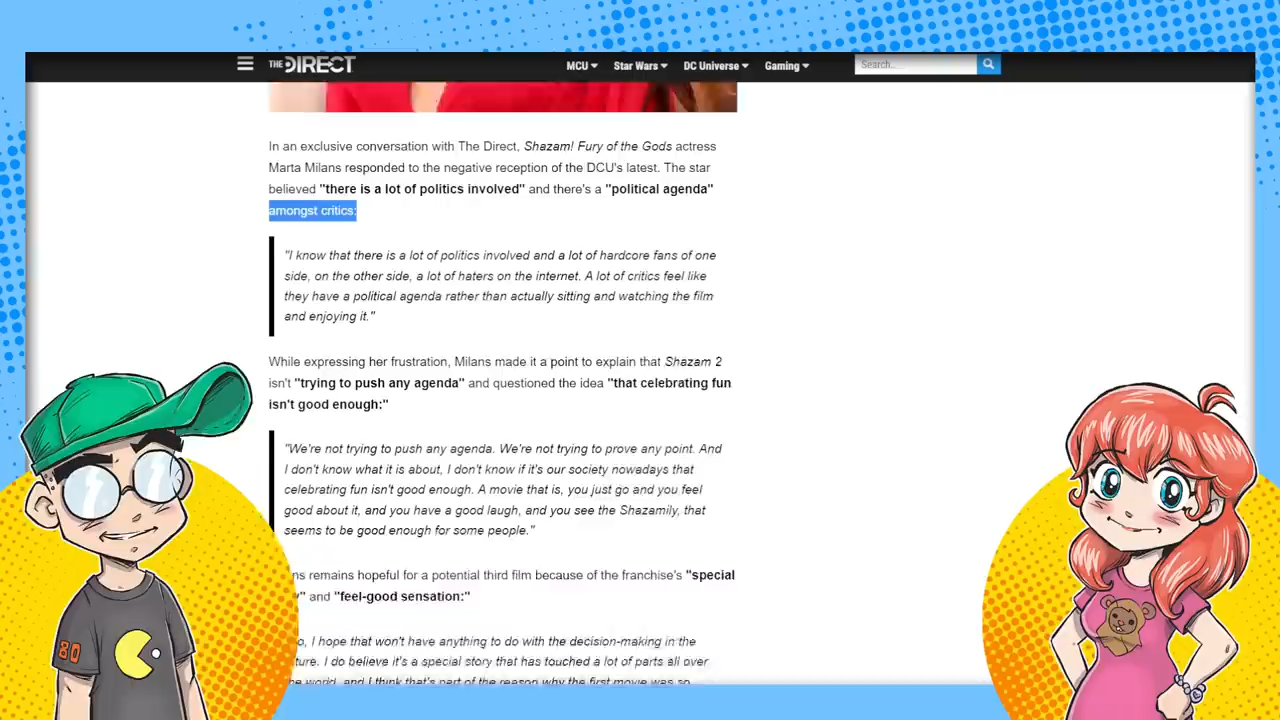 THE DIRECT
MCU
Star Wars
DC Universe
Gaming
Search...
In an exclusive conversation with The Direct, Shazam! Fury of the Gods actress
Marta Milans responded to the negative reception of the DCU's latest. The star
believed "there is a lot of politics involved" and there's a "political agenda"
amongst critics:
"I know that there is a lot of politics involved and a lot of hardcore fans of one
side, on the other side, a lot of haters on the internet. A lot of critics feel like
they have a political agenda rather than actually sitting and watching the film
and enjoying it."
While expressing her frustration, Milans made it a point to explain that Shazam 2
isn't "trying to push any agenda" and questioned the idea "that celebrating fun
isn't good enough:"
"We're not trying to push any agenda. We're not trying to prove any point. And
I don't know what it is about, I don't know if it's our society nowadays that
celebrating fun isn't good enough. A movie that is, you just go and you feel
good about it, and you have a good laugh, and you see the Shazamily, that
seems to be good enough for some people."
ns remains hopeful for a potential third film because of the franchise's "special
" and "feel-good sensation:"
o, I hope that won't have anything to do with the decision-making in the
ture. I do believe it's a special story that has touched a lot of parts all over
he world, and I think that's part of the reason why the first movie was so
80